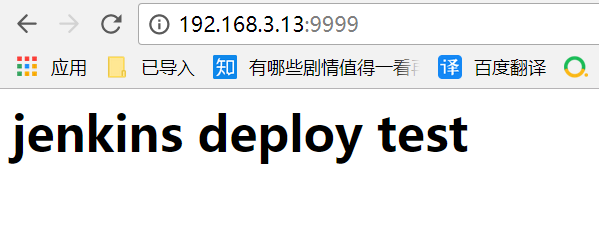 192.168.3.13:9999
应用 已导入 知 有哪些剧情值得一看 译 百度翻译
jenkins deploy test